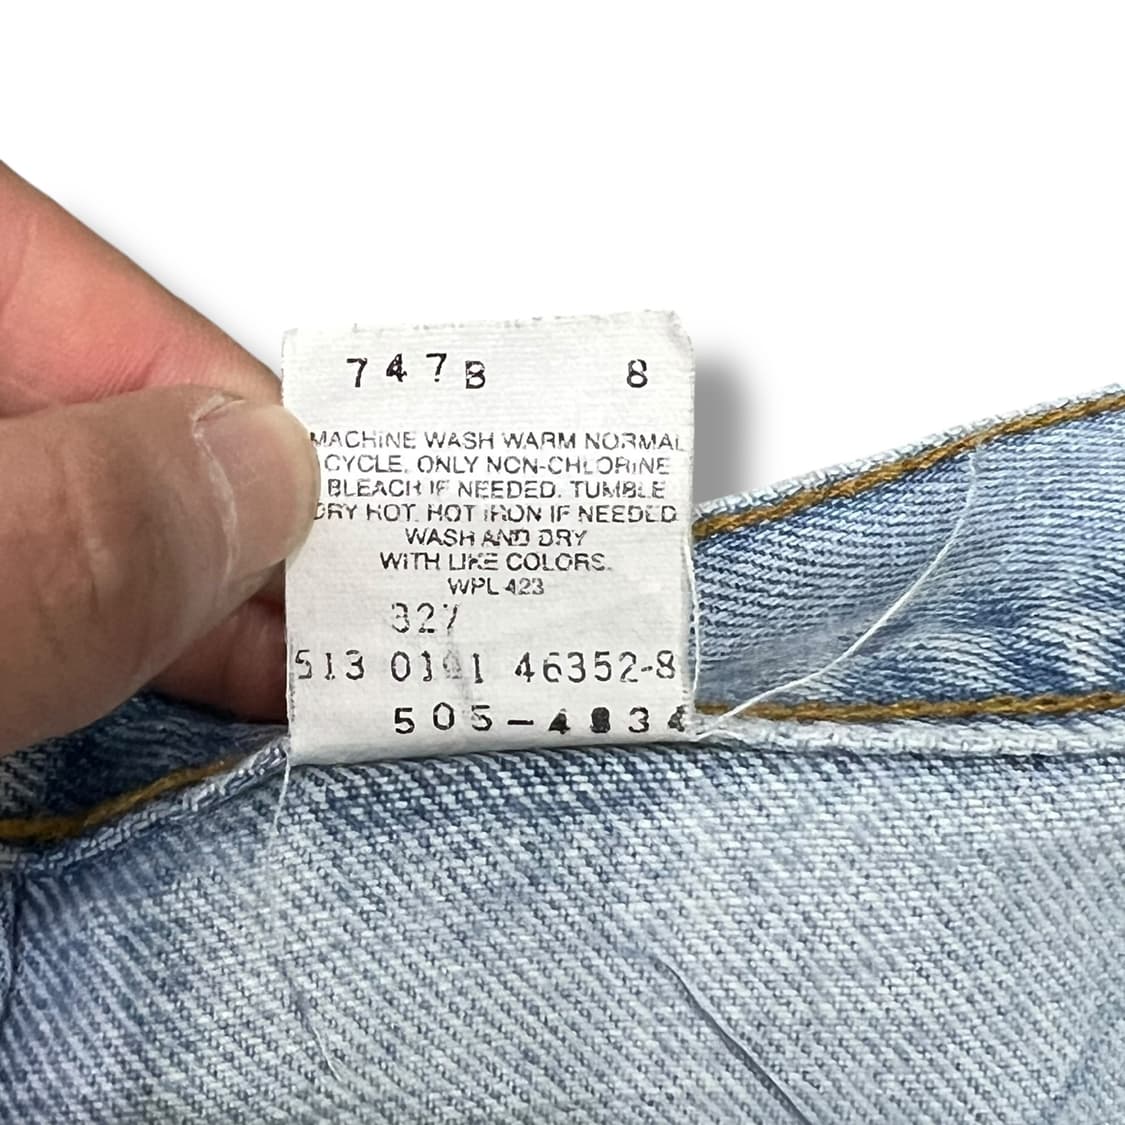 747B 8
MACHINE WASH WARM NORMAL
CYCLE, ONLY NON-CHLORINE
BLEACH IF NEEDED. TUMBLE
DRY HOT. HOT IRON IF NEEDED
WASH AND DRY
WITH LIKE COLORS.
WPL 423
327
513 46352-8